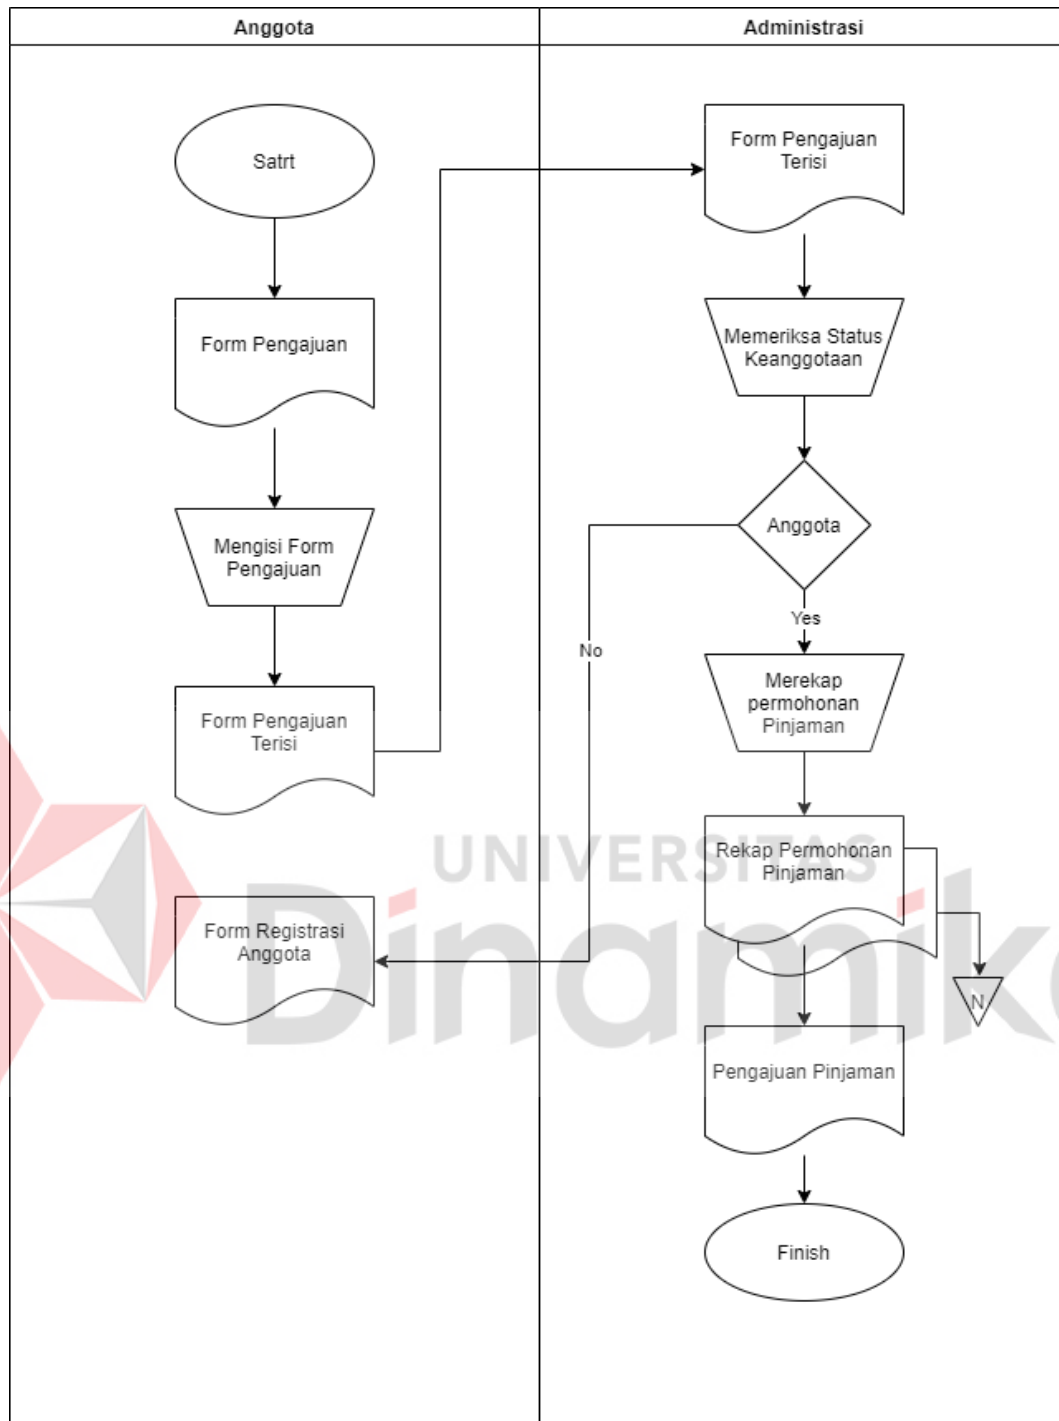 Anggota
Administrasi
Satrt
Form Pengajuan
Mengisi Form
Pengajuan
Form Pengajuan
Terisi
Form Registrasi
Anggota
Form Pengajuan
Terisi
Memeriksa Status
Keanggotaan
Anggota
Yes
No
Merekap
permohonan
Pinjaman
Rekap Permohonan
Pinjaman
N
Pengajuan Pinjaman
Finish
UNIVERSITAS
Dinamika